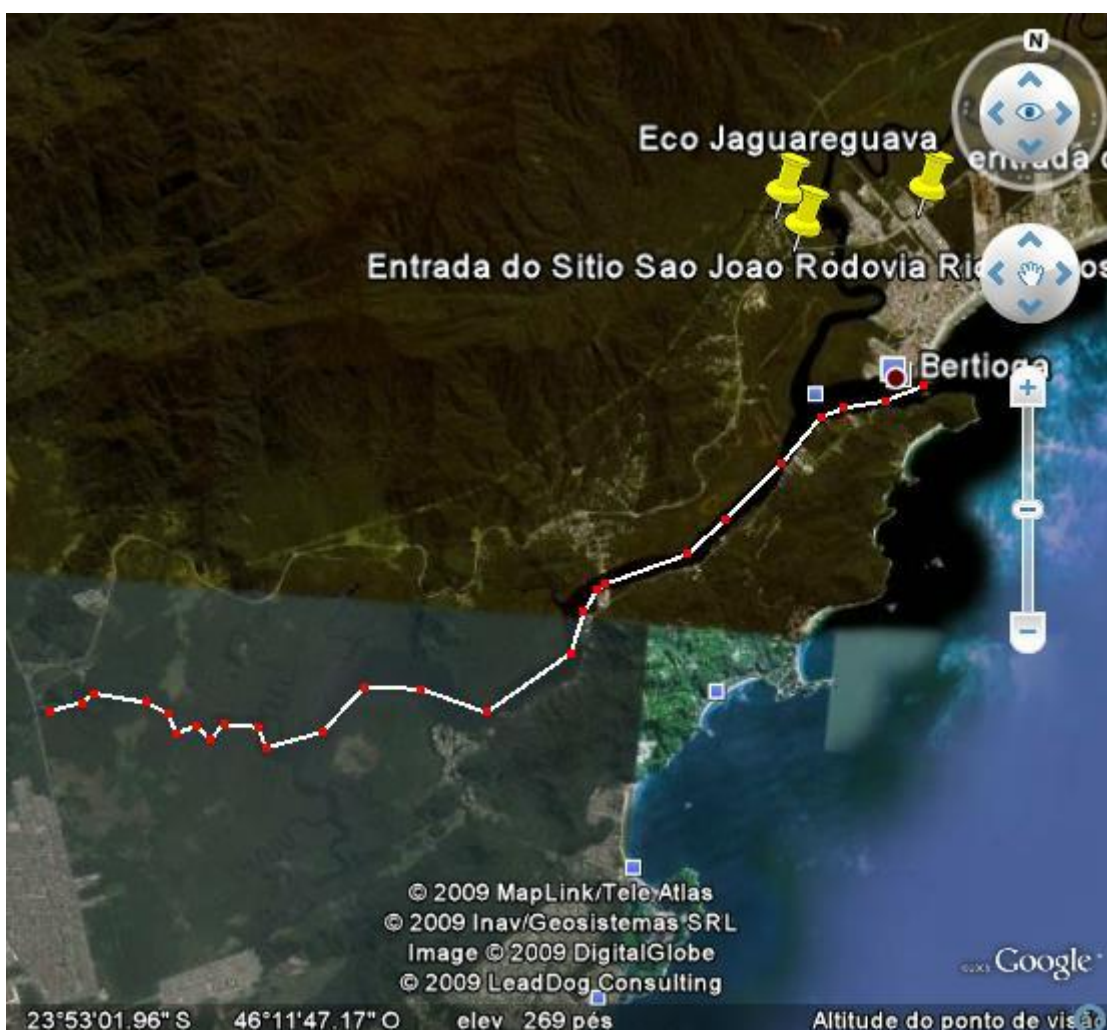 N
Eco Jaguareguava
entrada
Entrada do Sitio Sao Joao Rodovia Rio
Bertioga
© 2009 MapLink/Tele Atlas
© 2009 Inav/Geosistemas SRL
Image © 2009 DigitalGlobe
© 2009 LeadDog Consulting
Google
23°53'01.96" S 46°11'47.17" O elev 269 pés Altitude do ponto de visão